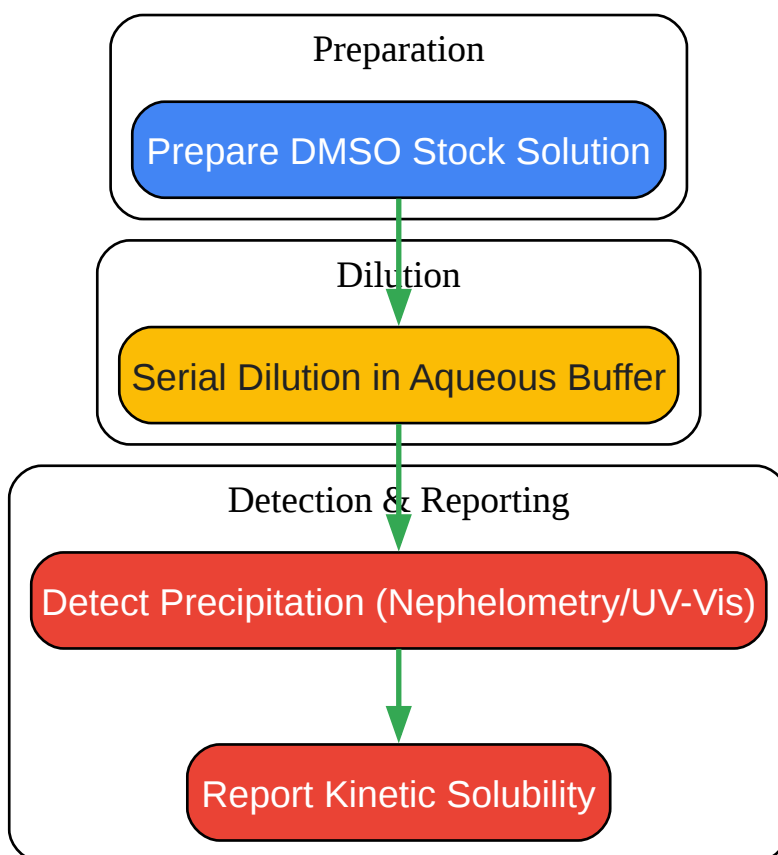 Preparation
Prepare DMSO Stock Solution
Dilution
Serial Dilution in Aqueous Buffer
Detection & Reporting
Detect Precipitation (Nephelometry/UV-Vis)
Report Kinetic Solubility